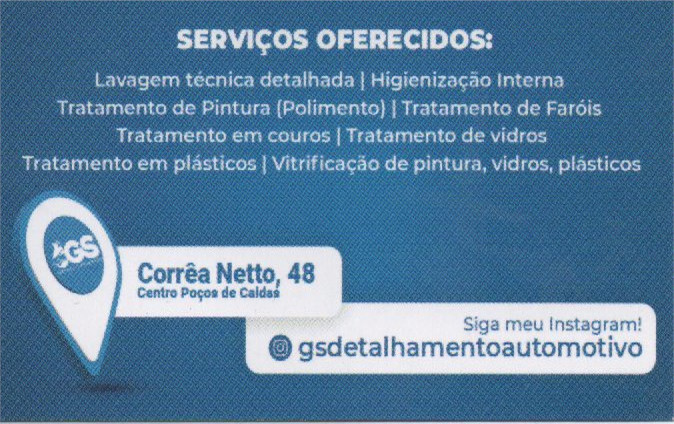 SERVIÇOS OFERECIDOS:
Lavagem técnica detalhada | Higienização Interna
Tratamento de Pintura (Polimento) | Tratamento de Faróis
Tratamento em couros | Tratamento de vidros
Tratamento em plásticos | Vitrificação de pintura, vidros, plásticos
GS
Corrêa Netto, 48
Centro Poços de Caldas
Siga meu Instagram!
gsdetalhamentoautomotivo